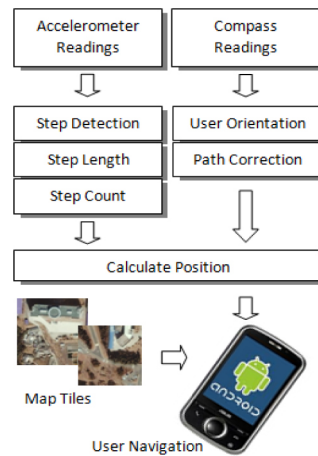 Accelerometer
Readings
Compass
Readings
Step Detection
Step Length
Step Count
User Orientation
Path Correction
Calculate Position
Map Tiles
ANDROID
User Navigation